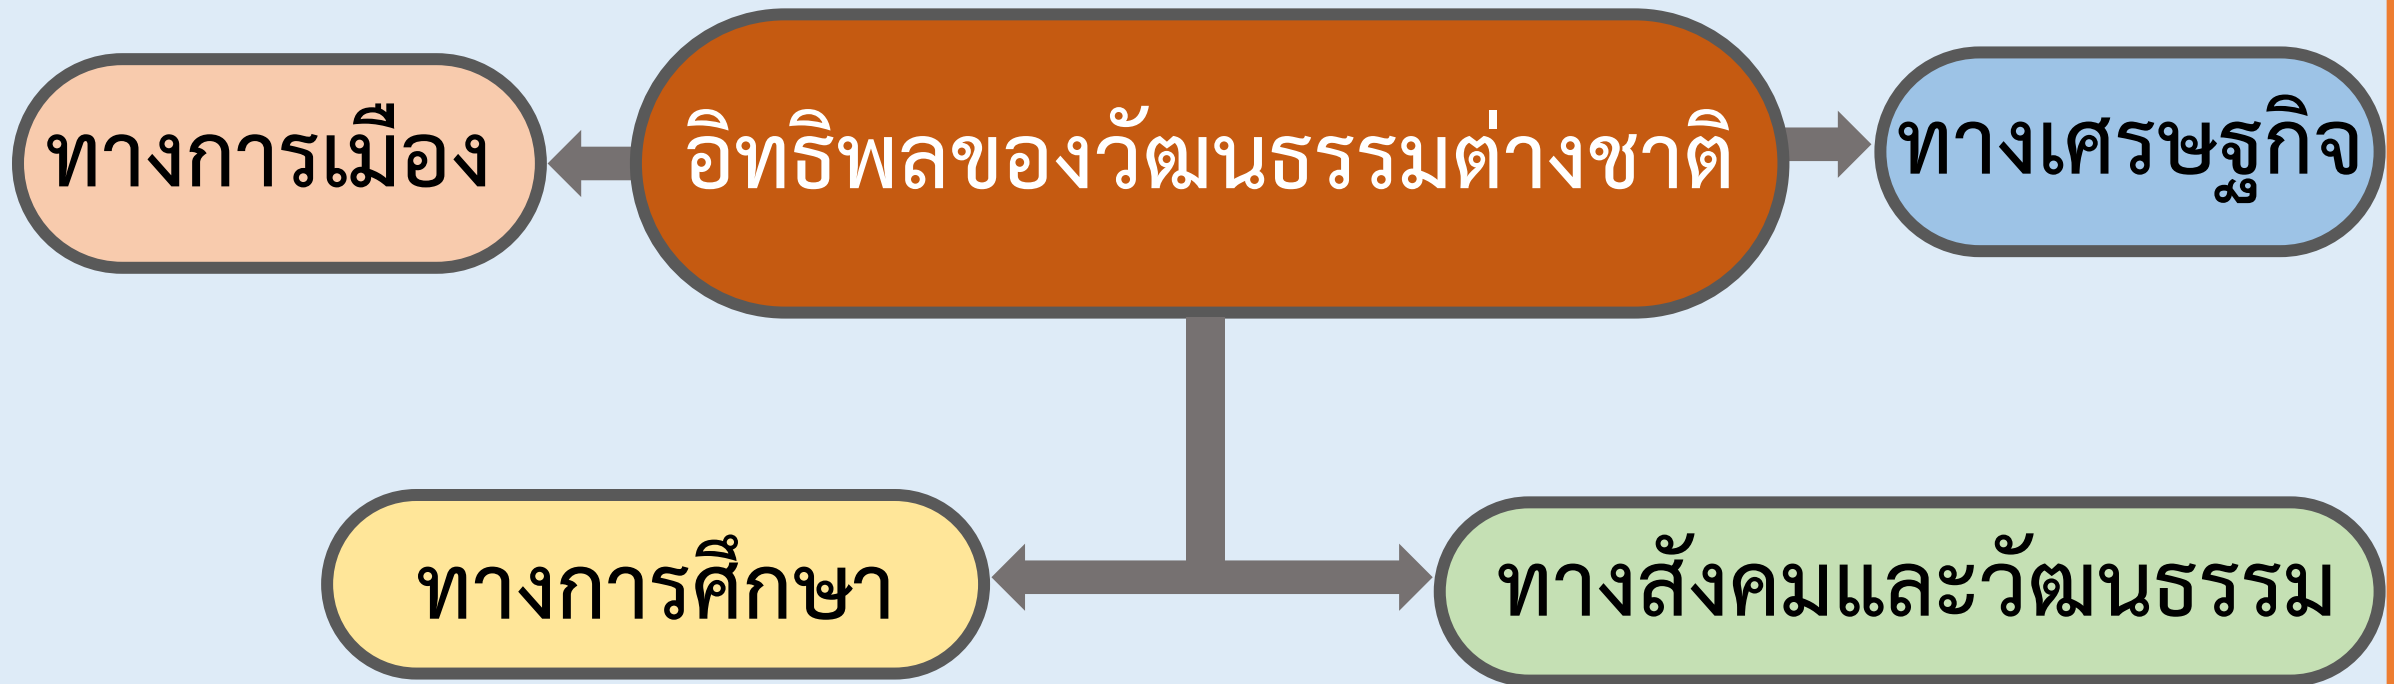 ทางการเมือง
อิทธิพลของวัฒนธรรมต่างชาติ
ทางเศรษฐกิจ
ทางการศึกษา
ทางสังคมและวัฒนธรรม